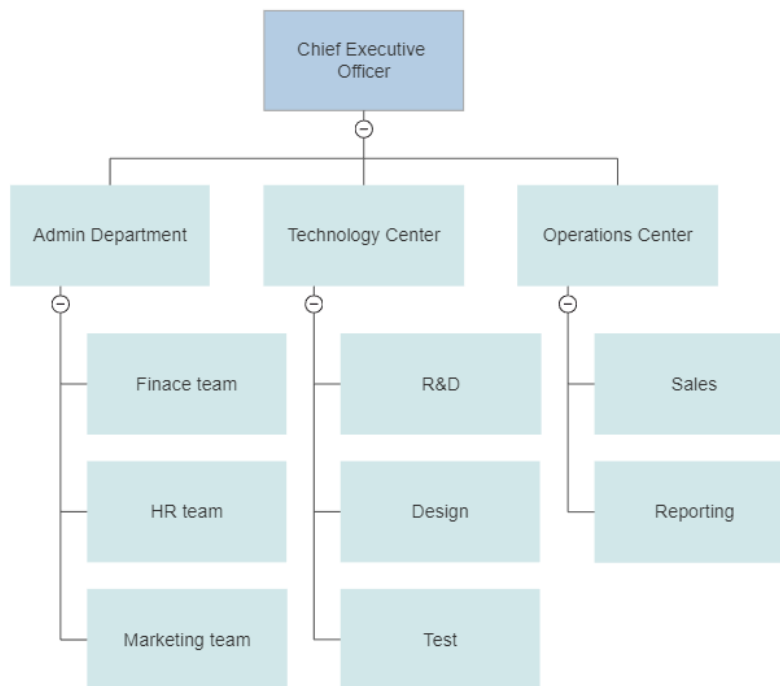 Chief Executive
Officer
Admin Department
Technology Center
Operations Center
Finace team
R&D
Sales
HR team
Design
Reporting
Marketing team
Test